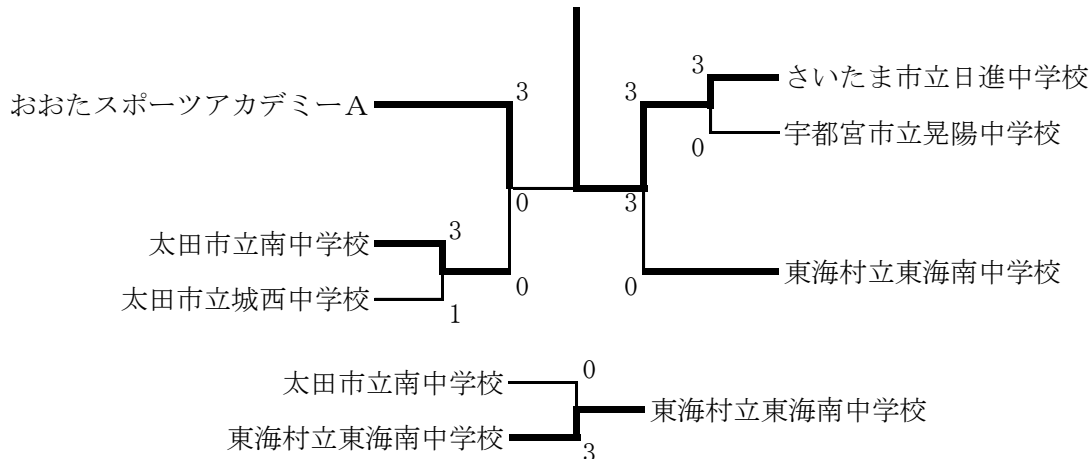 3
さいたま市立日進中学校
おおたスポーツアカデミーA
3
3
宇都宮市立晃陽中学校
0
0
3
太田市立南中学校
3
東海村立東海南中学校
0
0
太田市立城西中学校
1
0
太田市立南中学校
東海村立東海南中学校
東海村立東海南中学校
3